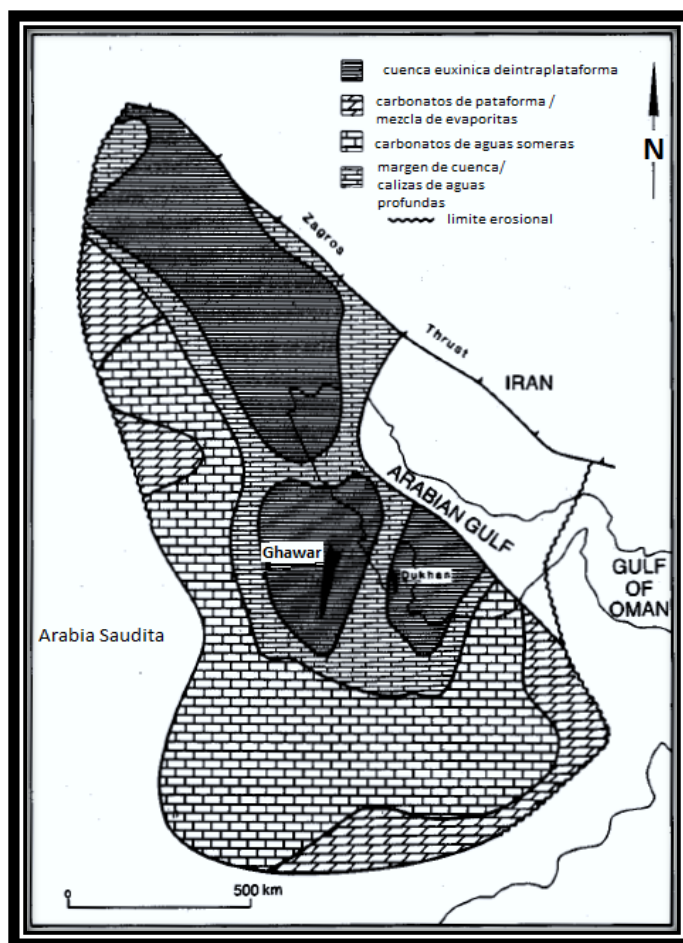 cuenca euxinica deintraplataforma
carbonatos de pataforma /
mezcla de evaporitas
carbonatos de aguas someras
margen de cuenca/
calizas de aguas
profundas
limite erosional
N
Zagros
Thrust
IRAN
ARABIAN GULF
Ghawar
Dukhan
GULF
OF
OMAN
Arabia Saudita
0
500 km